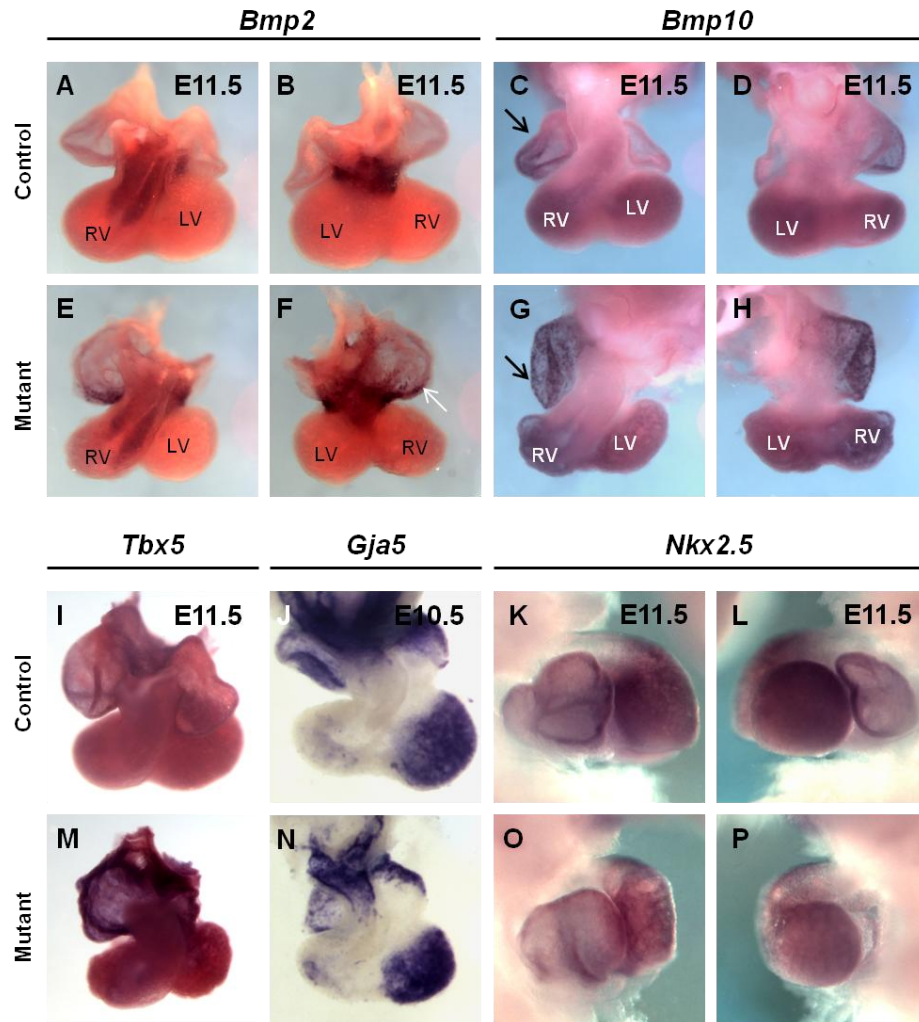 Bmp2 Bmp10
Control
A E11.5 B E11.5 C E11.5 D E11.5
RV LV LV RV RV LV LV RV
Mutant
E F G H
RV LV LV RV RV LV LV RV
Tbx5 Gja5 Nkx2.5
Control
I E11.5 J E10.5 K E11.5 L E11.5
Mutant
M N O P